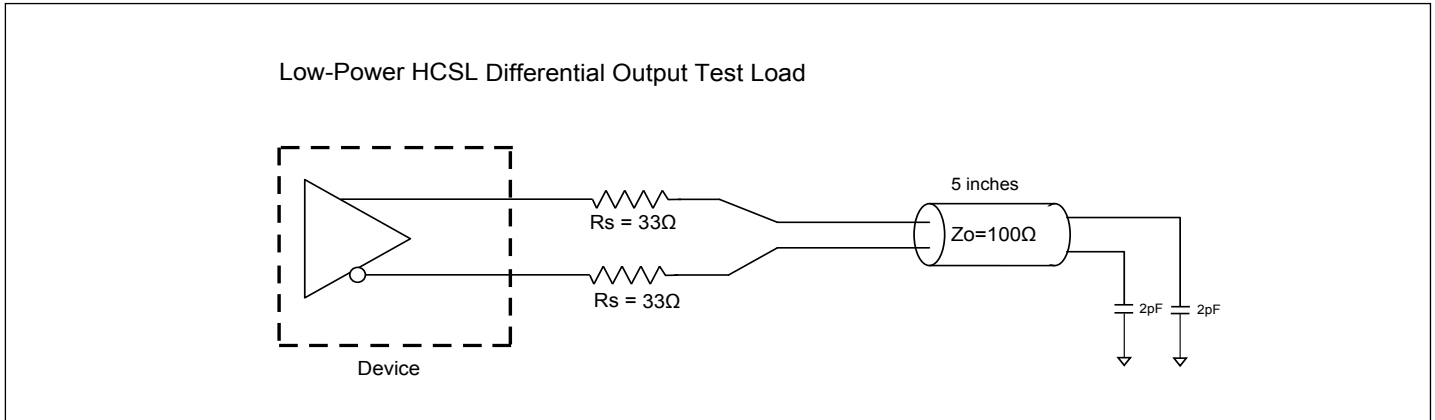 Low-Power HCSL Differential Output Test Load
5 inches
Rs = 33Ω
Zo=100Ω
Rs = 33Ω
2pF
2pF
Device